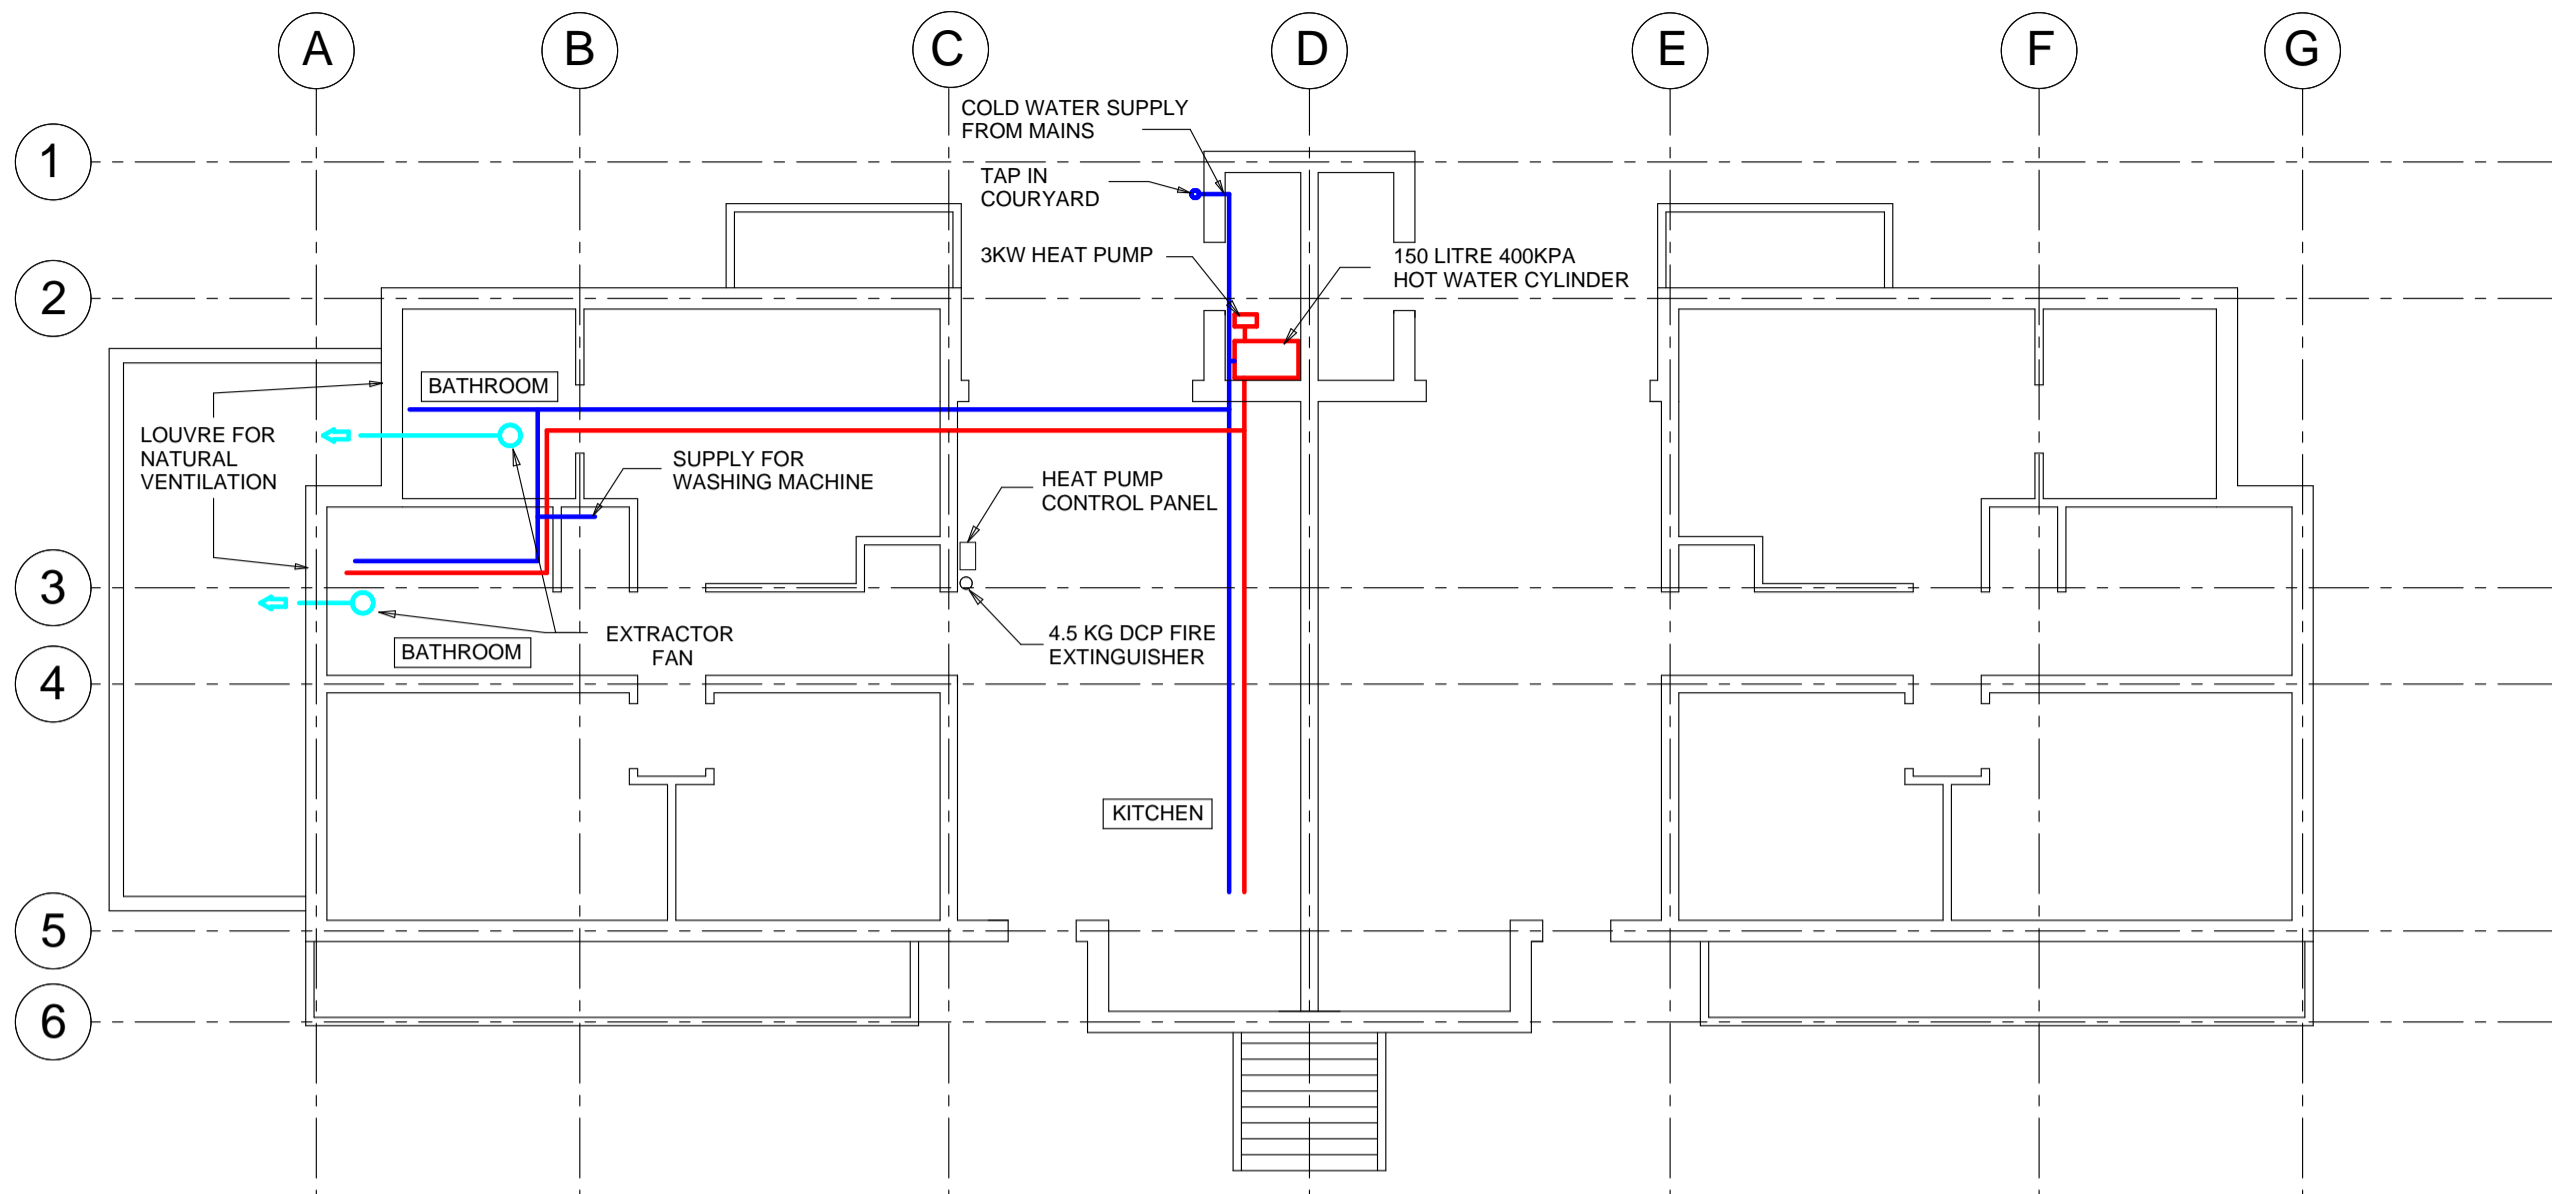 A
B
C
D
E
F
G
1
2
3
4
5
6
COLD WATER SUPPLY
FROM MAINS
TAP IN
COURYARD
3KW HEAT PUMP
150 LITRE 400KPA
HOT WATER CYLINDER
BATHROOM
LOUVRE FOR
NATURAL
VENTILATION
SUPPLY FOR
WASHING MACHINE
HEAT PUMP
CONTROL PANEL
EXTRACTOR
FAN
4.5 KG DCP FIRE
EXTINGUISHER
BATHROOM
KITCHEN